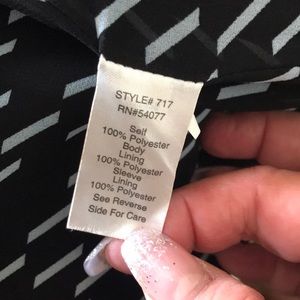 STYLE# 717
RN#54077
Self
100% Polyester
Body
Lining
100% Polyester
Sleeve
Lining
100% Polyester
See Reverse
Side For Care